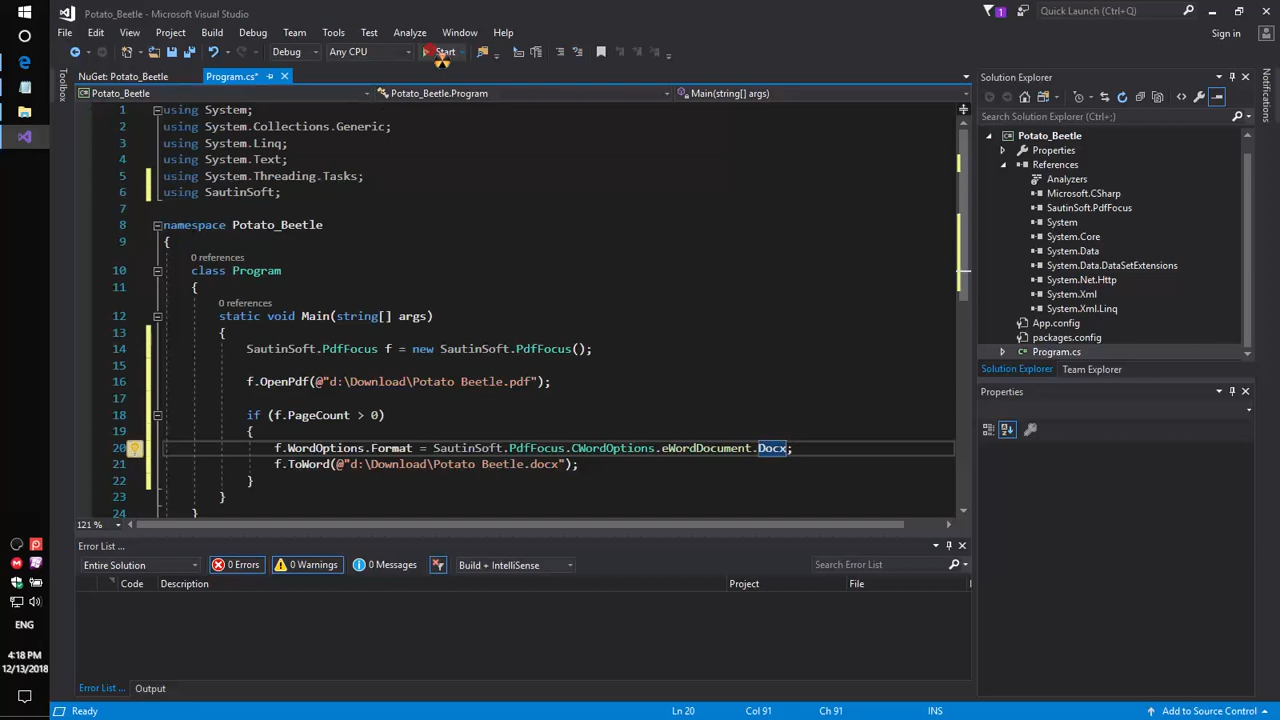 Potato_Beetle - Microsoft Visual Studio
1
Quick Launch (Ctrl+Q)
File Edit View Project Build Debug Team Tools Test Analyze Window Help
Sign in
Debug Any CPU Start
NuGet: Potato_Beetle Program.cs*
Toolbox
Potato_Beetle Potato_Beetle.Program Main(string[] args)
1 using System;
2 using System.Collections.Generic;
3 using System.Linq;
4 using System.Text;
5 using System.Threading.Tasks;
6 using SautinSoft;
7
8 namespace Potato_Beetle
9 {
0 references
10 class Program
11 {
0 references
12 static void Main(string[] args)
13 {
14 SautinSoft.PdfFocus f = new SautinSoft.PdfFocus();
15
16 f.OpenPdf(@"d:\Download\Potato Beetle.pdf");
17
18 if (f.PageCount > 0)
19 {
20 f.WordOptions.Format = SautinSoft.PdfFocus.CWordOptions.eWordDocument.Docx;
21 f.ToWord(@"d:\Download\Potato Beetle.docx");
22 }
23 }
24 }
121 %
Error List ...
Entire Solution 0 Errors 0 Warnings 0 Messages Build + IntelliSense Search Error List
Code Description Project File
Error List ... Output
Solution Explorer
Search Solution Explorer (Ctrl+;)
Potato_Beetle
Properties
References
Analyzers
Microsoft.CSharp
SautinSoft.PdfFocus
System
System.Core
System.Data
System.Data.DataSetExtensions
System.Net.Http
System.Xml
System.Xml.Linq
App.config
packages.config
Program.cs
Solution Explorer Team Explorer
Properties
Notifications
ENG
4:18 PM
12/13/2018
Ready Ln 20 Col 91 Ch 91 INS Add to Source Control